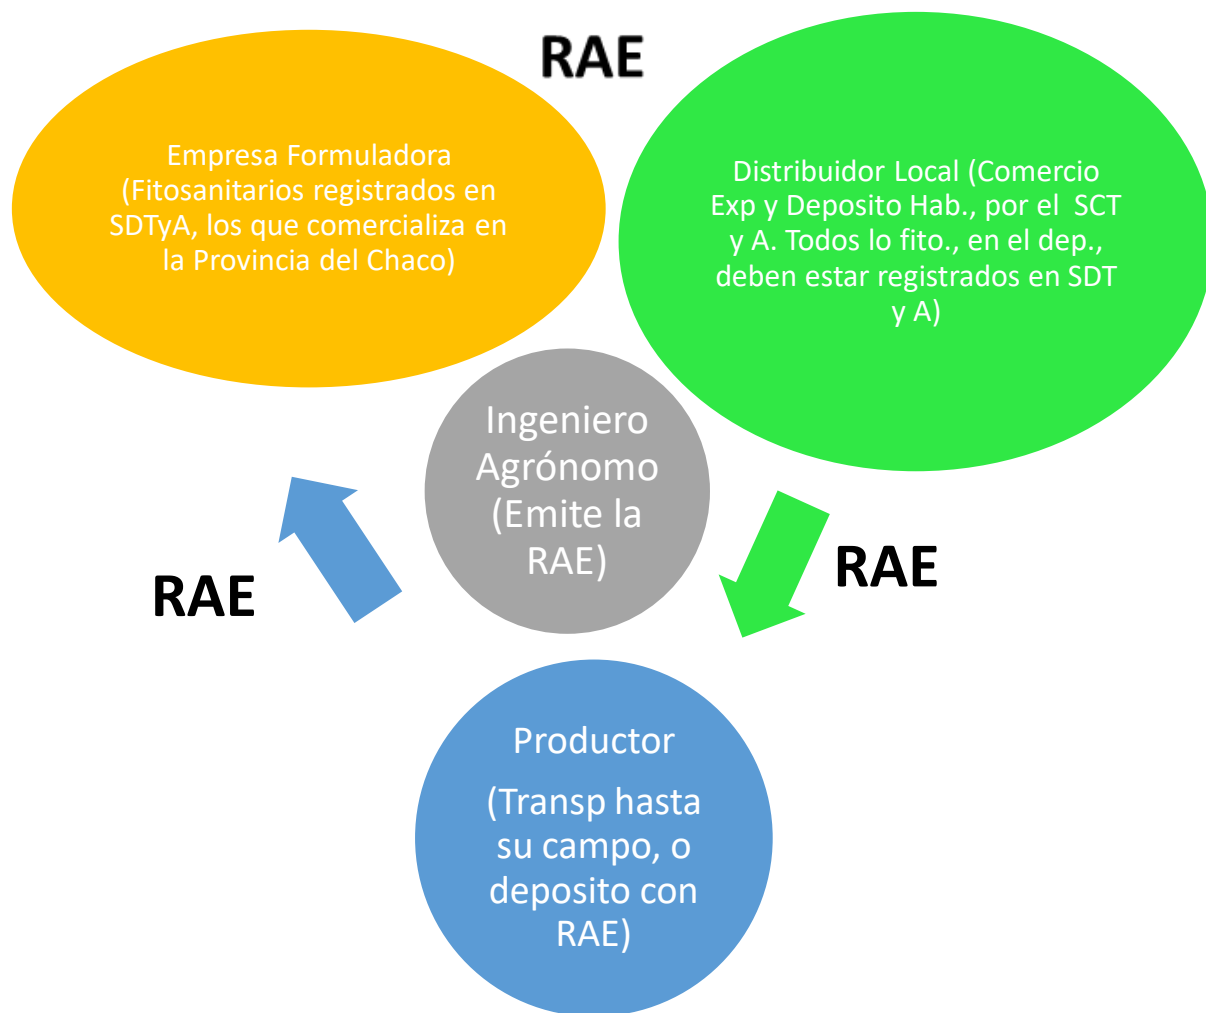 RAE
Empresa Formuladora
(Fitosanitarios registrados en
SDTyA, los que comercializa en
la Provincia del Chaco)
Distribuidor Local (Comercio
Exp y Deposito Hab., por el SCT
y A. Todos lo fito., en el dep.,
deben estar registrados en SDT
y A)
Ingeniero
Agrónomo
(Emite la
RAE)
RAE
RAE
Productor
(Transp hasta
su campo, o
deposito con
RAE)